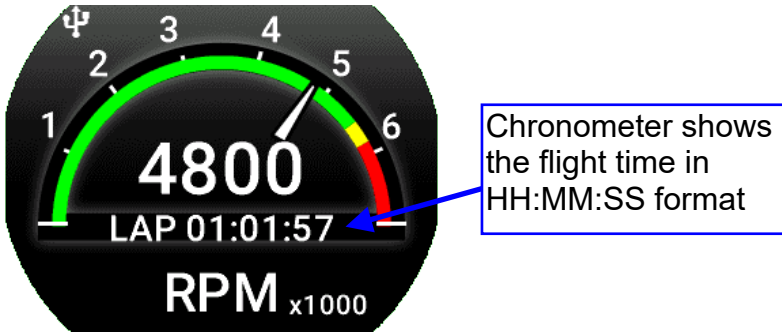 1
2
3
4
5
6
4800
LAP 01:01:57
RPM x1000
Chronometer shows
the flight time in
HH:MM:SS format